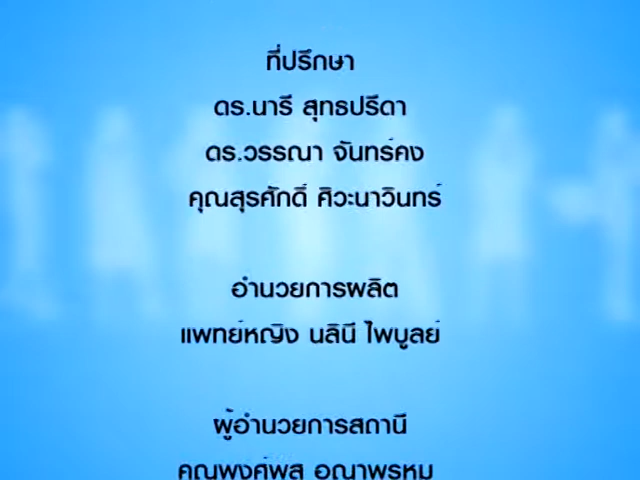 ที่ปรึกษา
ดร.นารี สุทธปรีดา
ดร.วรรณา จันทร์คง
คุณสุรศักดิ์ ศิวะนาวินทร์
อำนวยการผลิต
แพทย์หญิง นลินี ไพบูลย์
ผู้อำนวยการสถานี
คุณพงศ์พส อุณาพรหม